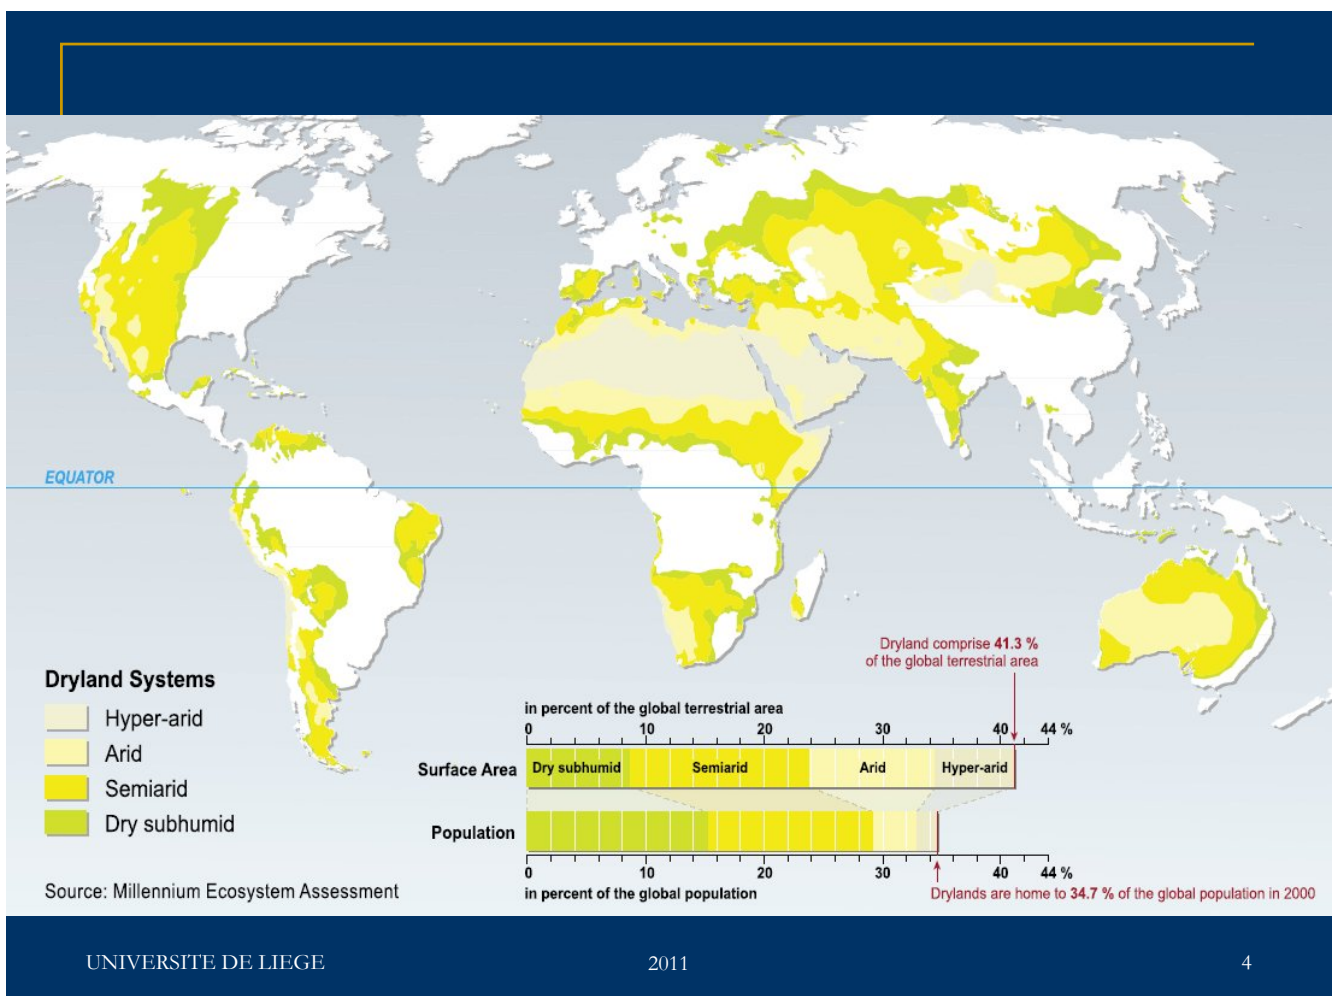 EQUATOR
Dryland Systems
Hyper-arid
Arid
Semiarid
Dry subhumid
Source: Millennium Ecosystem Assessment
Dryland comprise 41.3 %
of the global terrestrial area
in percent of the global terrestrial area
0 10 20 30 40 44 %
Surface Area Dry subhumid Semiarid Arid Hyper-arid
Population
0 10 20 30 40 44 %
in percent of the global population
Drylands are home to 34.7 % of the global population in 2000
UNIVERSITE DE LIEGE 2011 4